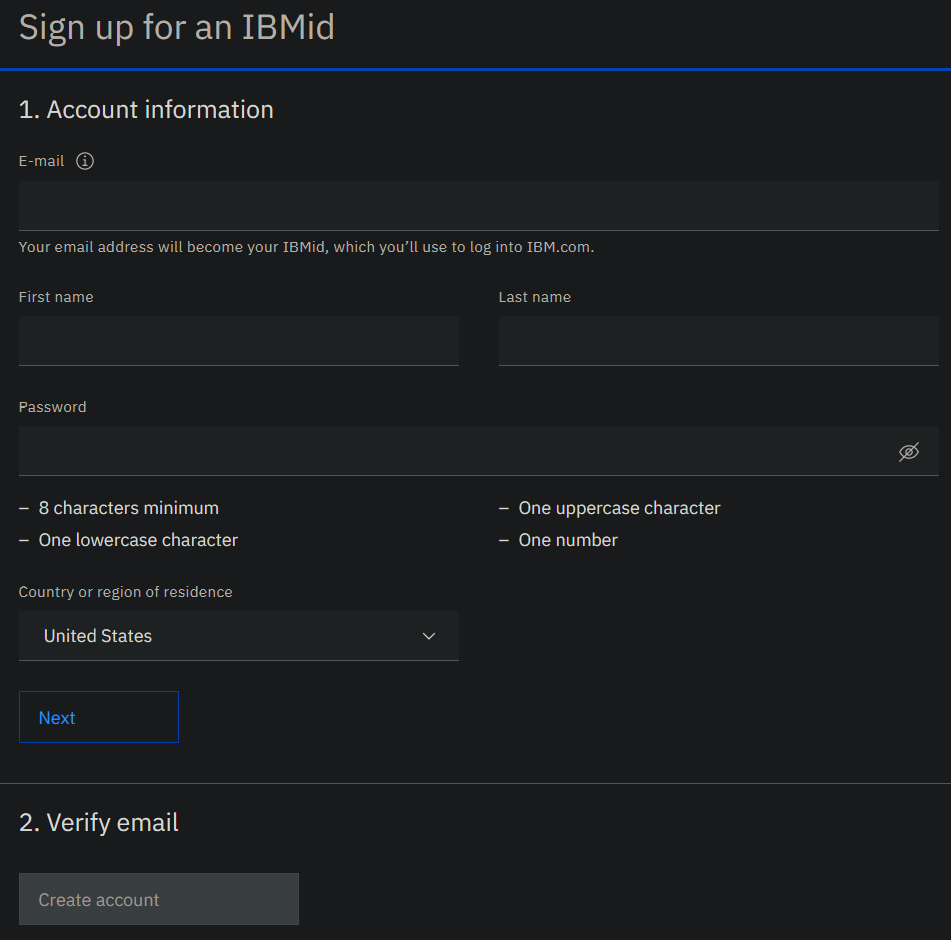 Sign up for an IBMid
1. Account information
E-mail
Your email address will become your IBMid, which you’ll use to log into IBM.com.
First name
Last name
Password
– 8 characters minimum
– One uppercase character
– One lowercase character
– One number
Country or region of residence
United States
Next
2. Verify email
Create account